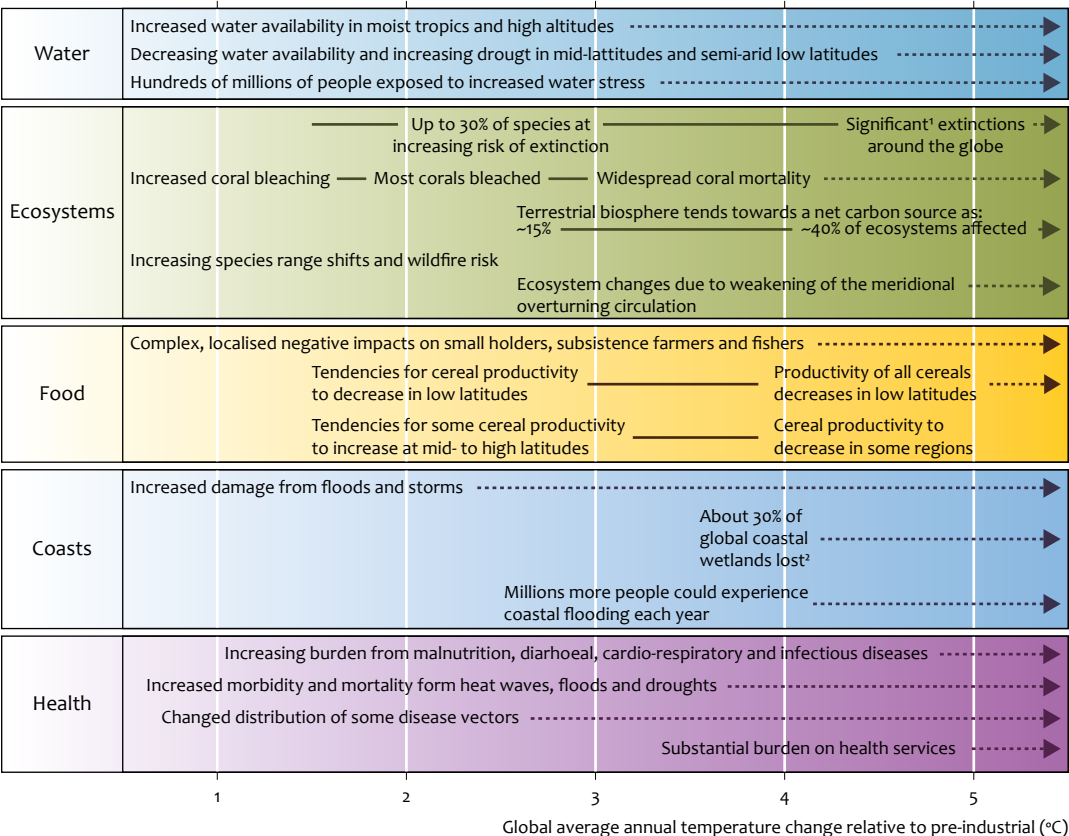 Water
Increased water availability in moist tropics and high altitudes
Decreasing water availability and increasing drougt in mid-lattitudes and semi-arid low latitudes
Hundreds of millions of people exposed to increased water stress
Ecosystems
Up to 30% of species at
increasing risk of extinction
Significant¹ extinctions
around the globe
Increased coral bleaching
Most corals bleached
Widespread coral mortality
Terrestrial biosphere tends towards a net carbon source as:
~15%
~40% of ecosystems affected
Increasing species range shifts and wildfire risk
Ecosystem changes due to weakening of the meridional
overturning circulation
Food
Complex, localised negative impacts on small holders, subsistence farmers and fishers
Tendencies for cereal productivity
to decrease in low latitudes
Productivity of all cereals
decreases in low latitudes
Tendencies for some cereal productivity
to increase at mid- to high latitudes
Cereal productivity to
decrease in some regions
Coasts
Increased damage from floods and storms
About 30% of
global coastal
wetlands lost²
Millions more people could experience
coastal flooding each year
Health
Increasing burden from malnutrition, diarhoeal, cardio-respiratory and infectious diseases
Increased morbidity and mortality form heat waves, floods and droughts
Changed distribution of some disease vectors
Substantial burden on health services
1 2 3 4 5
Global average annual temperature change relative to pre-industrial (°C)